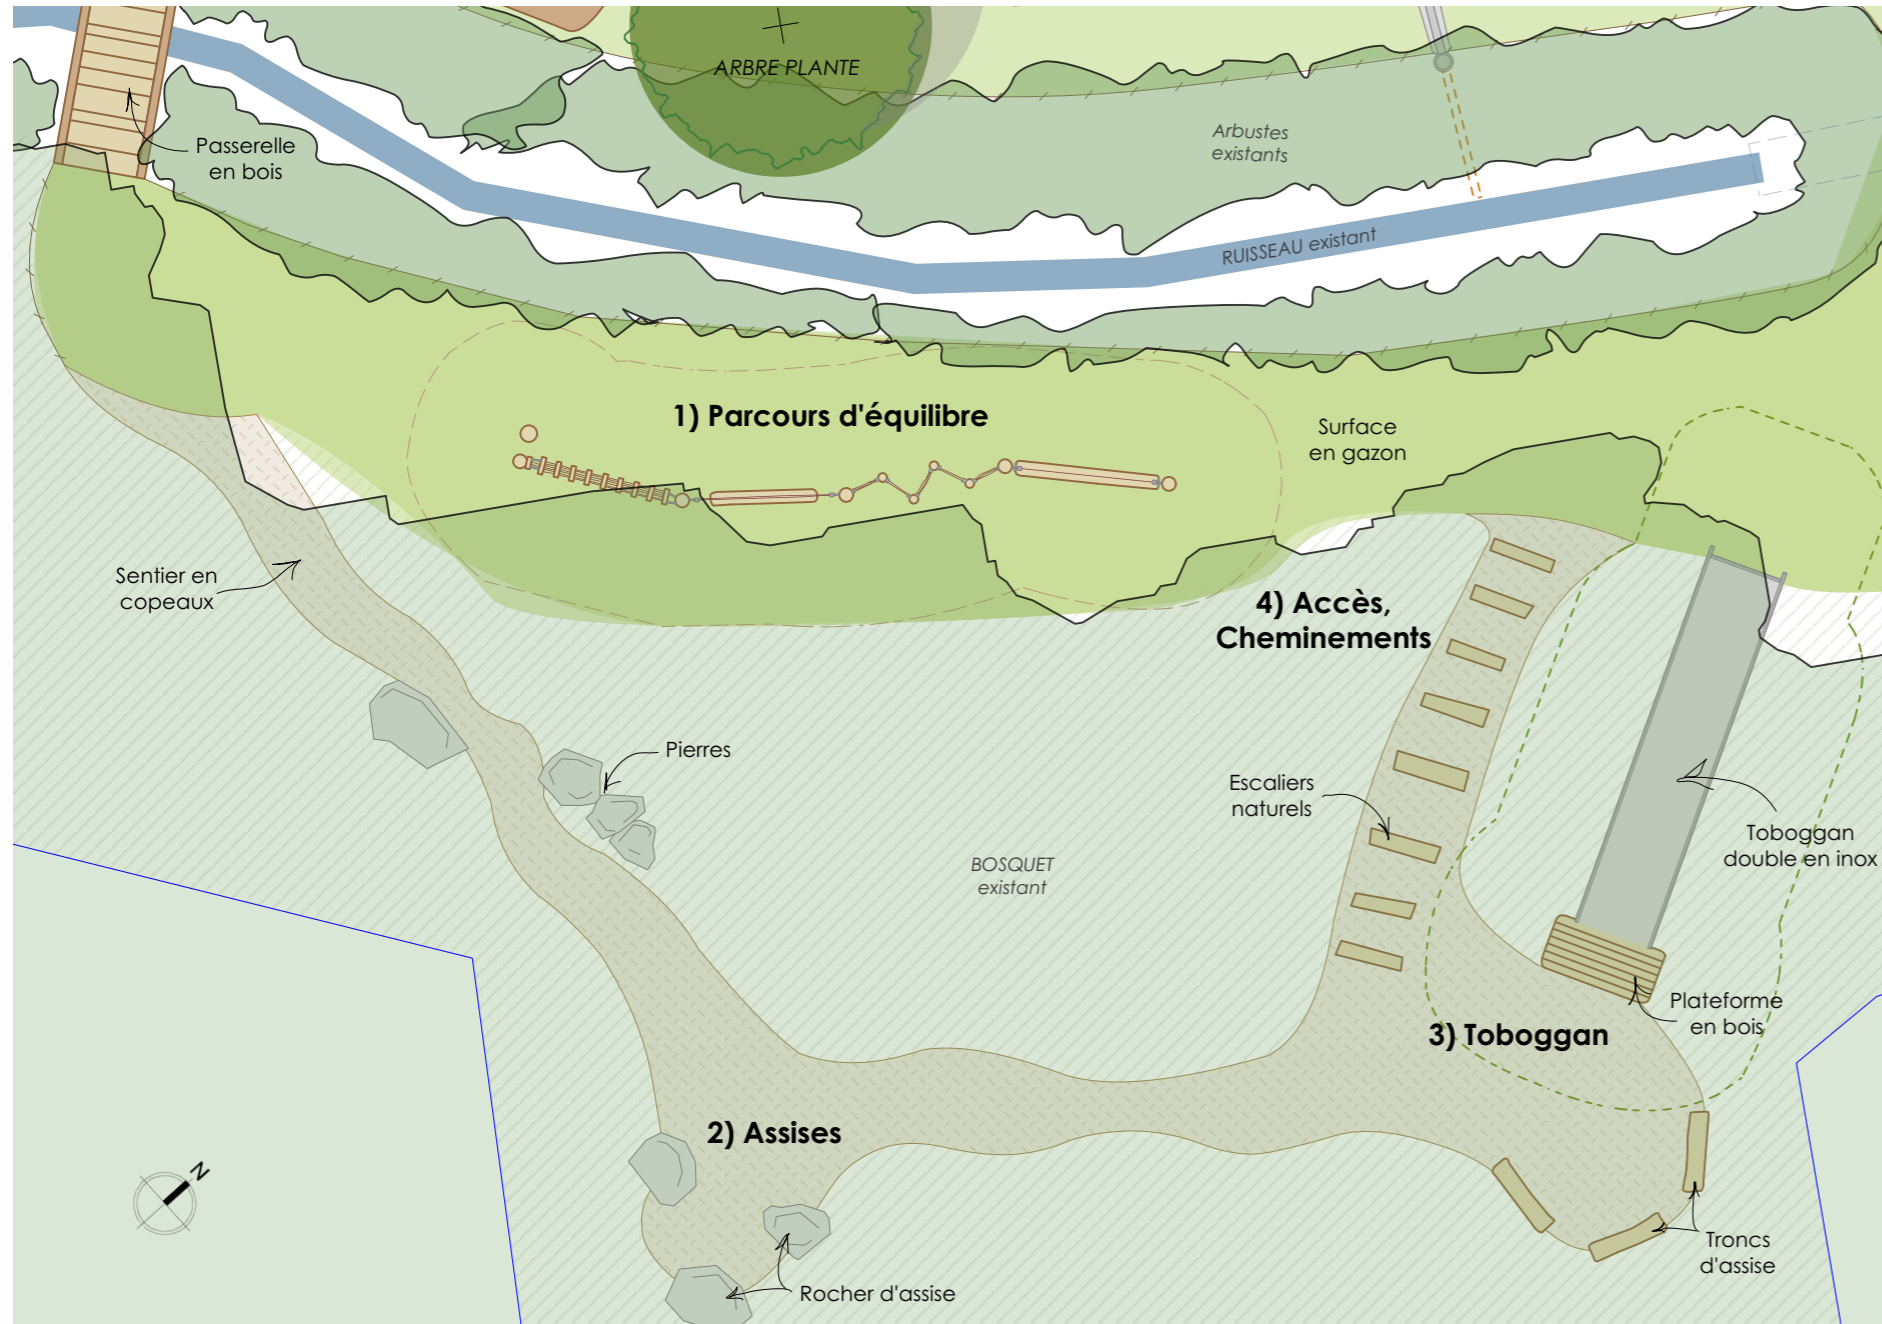 ARBRE PLANTE
Passerelle
en bois
Arbustes
existants
RUISSEAU existant
1) Parcours d'équilibre
Surface
en gazon
Sentier en
copeaux
4) Accès,
Cheminements
Pierres
Escaliers
naturels
Toboggan
double en inox
BOSQUET
existant
Plateforme
en bois
3) Toboggan
2) Assises
N
Troncs
d'assise
Rocher d'assise